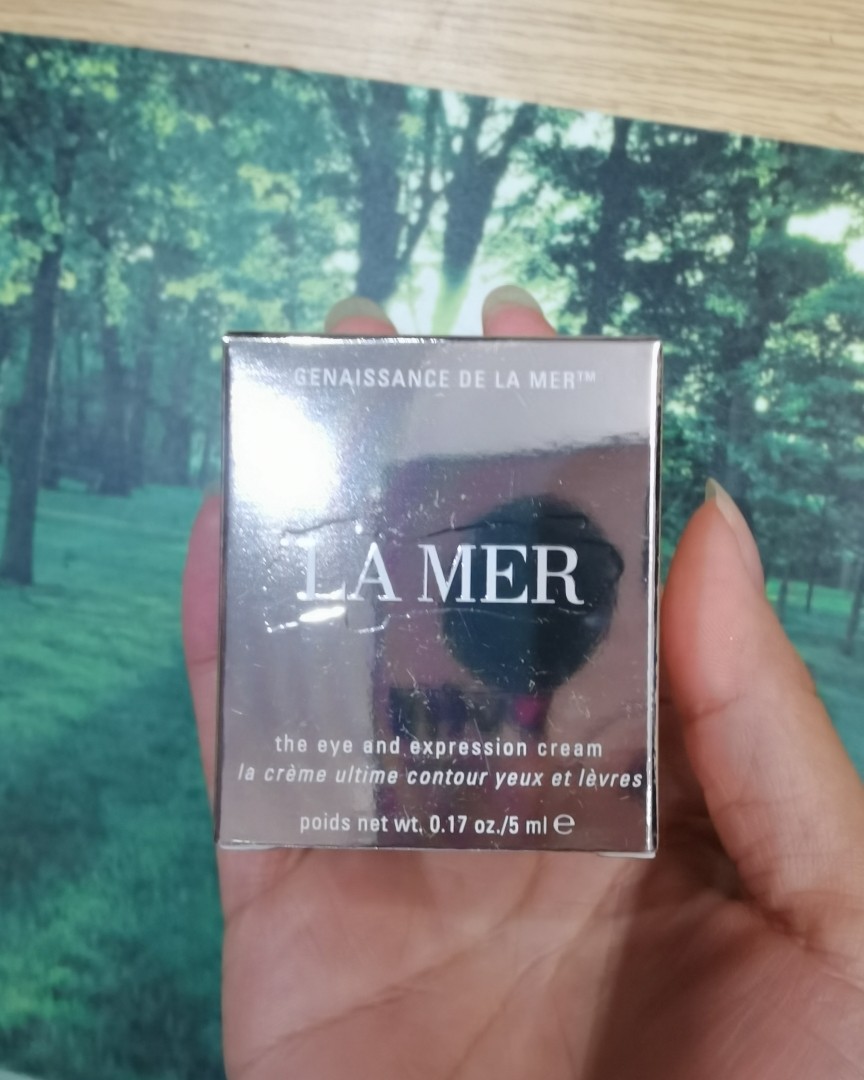 GENAISSANCE DE LA MER™
LA MER
the eye and expression cream
la crème ultime contour yeux et lèvres
poids net wt. 0.17 oz./5 ml ℮